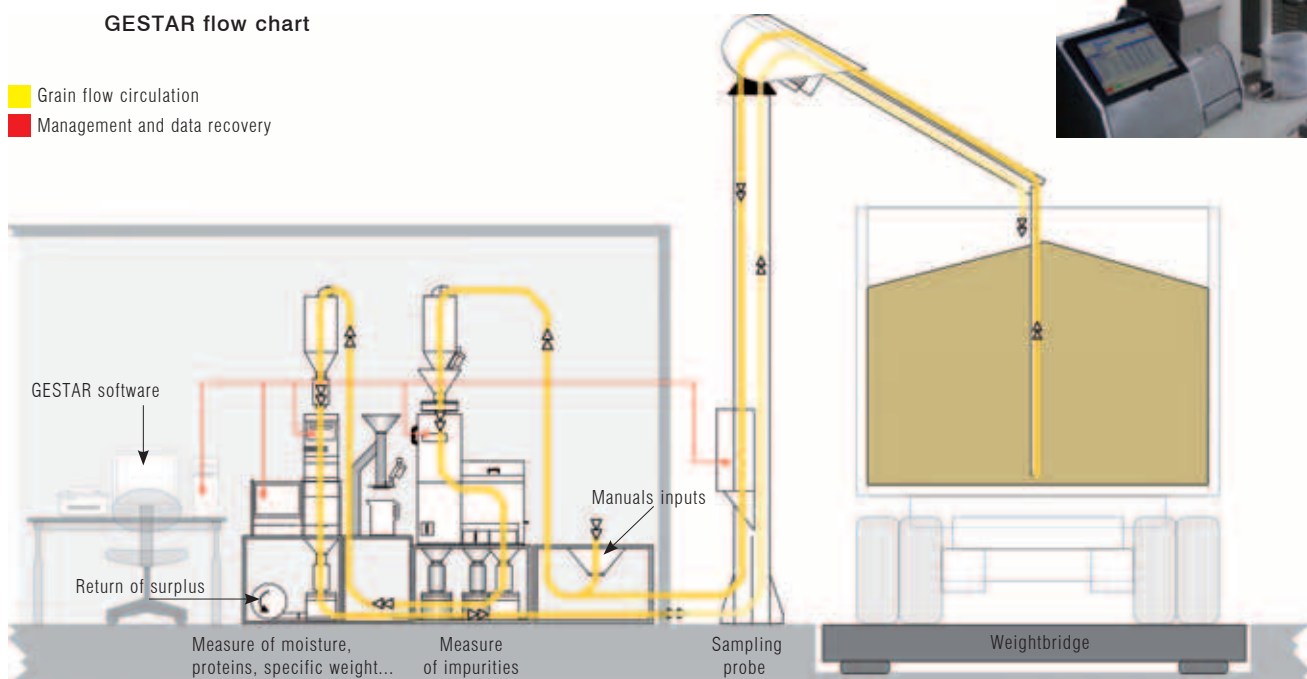 GESTAR flow chart
Grain flow circulation
Management and data recovery
GESTAR software
Manuals inputs
Return of surplus
Measure of moisture,
proteins, specific weight...
Measure
of impurities
Sampling
probe
Weightbridge